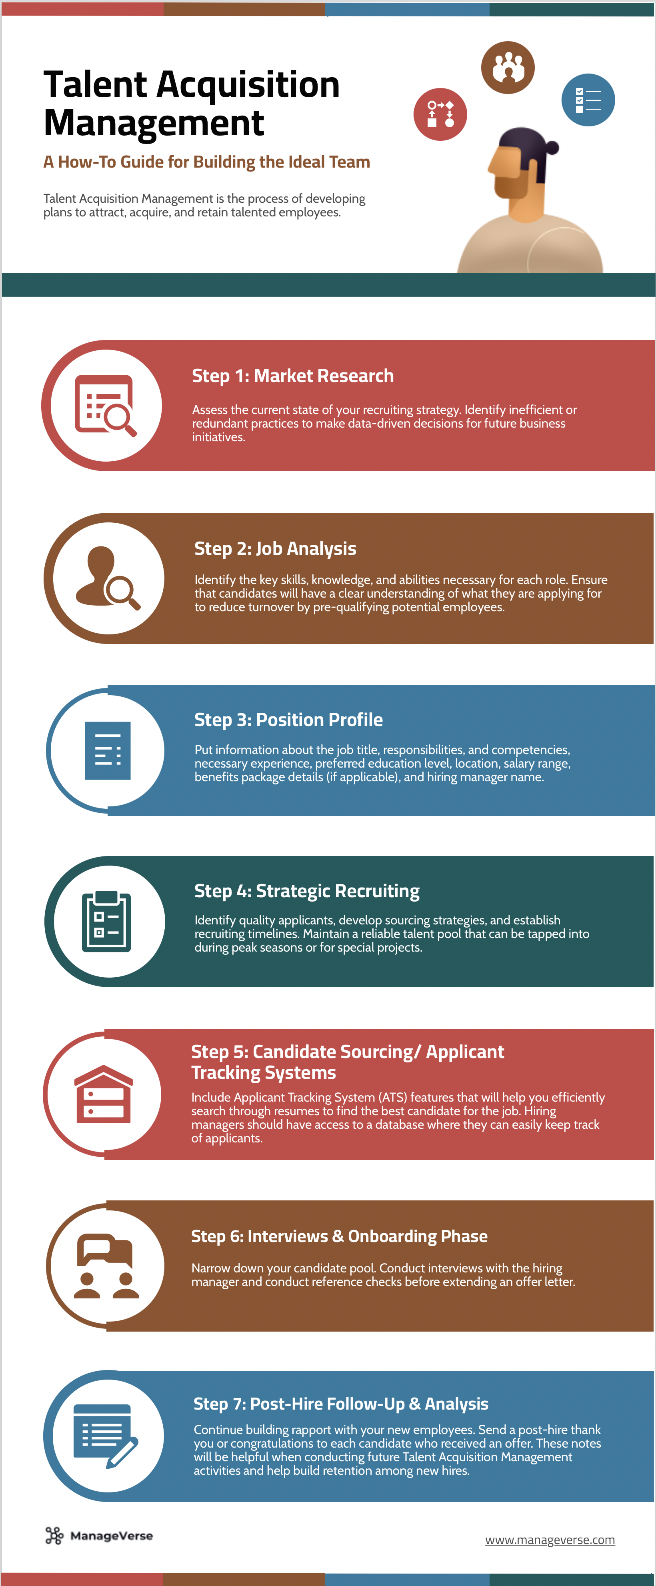 Talent Acquisition
Management
A How-To Guide for Building the Ideal Team
Talent Acquisition Management is the process of developing
plans to attract, acquire, and retain talented employees.
Step 1: Market Research
Assess the current state of your recruiting strategy. Identify inefficient or
redundant practices to make data-driven decisions for future business
initiatives.
Step 2: Job Analysis
Identify the key skills, knowledge, and abilities necessary for each role. Ensure
that candidates will have a clear understanding of what they are applying for
to reduce turnover by pre-qualifying potential employees.
Step 3: Position Profile
Put information about the job title, responsibilities, and competencies,
necessary experience, preferred education level, location, salary range,
benefits package details (if applicable), and hiring manager name.
Step 4: Strategic Recruiting
Identify quality applicants, develop sourcing strategies, and establish
recruiting timelines. Maintain a reliable talent pool that can be tapped into
during peak seasons or for special projects.
Step 5: Candidate Sourcing/ Applicant
Tracking Systems
Include Applicant Tracking System (ATS) features that will help you efficiently
search through resumes to find the best candidate for the job. Hiring
managers should have access to a database where they can easily keep track
of applicants.
Step 6: Interviews & Onboarding Phase
Narrow down your candidate pool. Conduct interviews with the hiring
manager and conduct reference checks before extending an offer letter.
Step 7: Post-Hire Follow-Up & Analysis
Continue building rapport with your new employees. Send a post-hire thank
you or congratulations to each candidate who received an offer. These notes
will be helpful when conducting future Talent Acquisition Management
activities and help build retention among new hires.
ManageVerse
www.manageverse.com